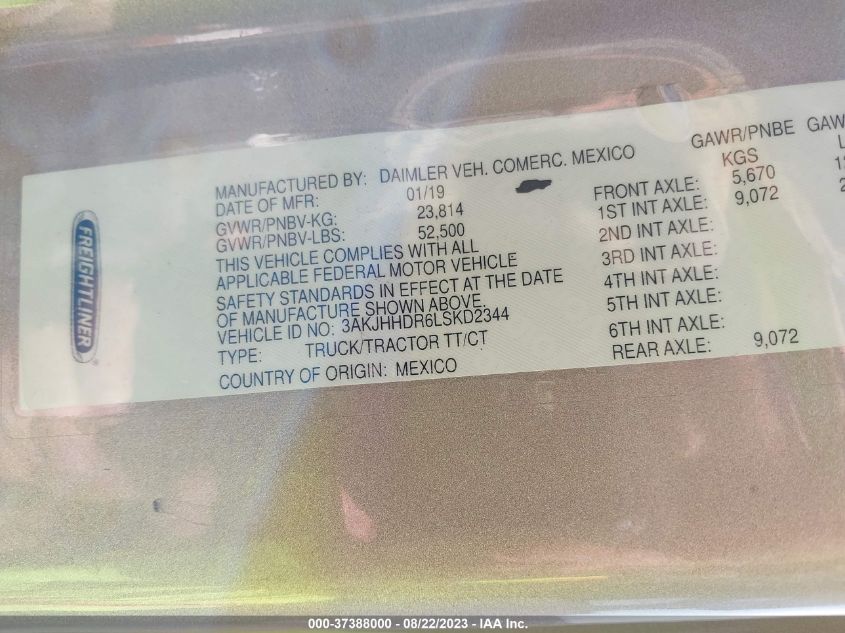 FREIGHTLINER
MANUFACTURED BY: DAIMLER VEH. COMERC. MEXICO
DATE OF MFR: 01/19
GVWR/PNBV-KG: 23,814
GVWR/PNBV-LBS: 52,500
THIS VEHICLE COMPLIES WITH ALL
APPLICABLE FEDERAL MOTOR VEHICLE
SAFETY STANDARDS IN EFFECT AT THE DATE
OF MANUFACTURE SHOWN ABOVE.
VEHICLE ID NO: 3AKJHHDR6LSKD2344
TYPE: TRUCK/TRACTOR TT/CT
COUNTRY OF ORIGIN: MEXICO
GAWR/PNBE GAW
KGS
FRONT AXLE: 5,670
1ST INT AXLE: 9,072
2ND INT AXLE:
3RD INT AXLE:
4TH INT AXLE:
5TH INT AXLE:
6TH INT AXLE:
REAR AXLE: 9,072
000-37388000 - 08/22/2023 - IAA Inc.